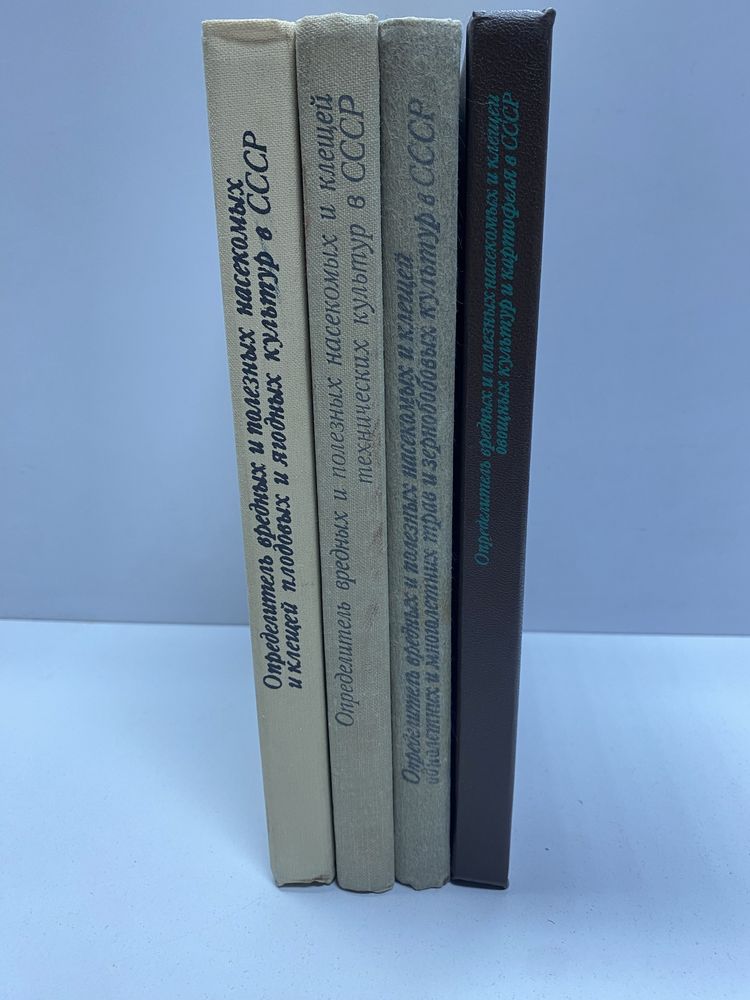 Определитель вредных и полезных насекомых
и клещей плодовых и ягодных культур в СССР
Определитель вредных и полезных насекомых и клещей
технических культур в СССР
Определитель вредных и полезных насекомых и клещей
однолетних и многолетних трав и зернобобовых культур в СССР
Определитель вредных и полезных насекомых и клещей
овощных культур и картофеля в СССР